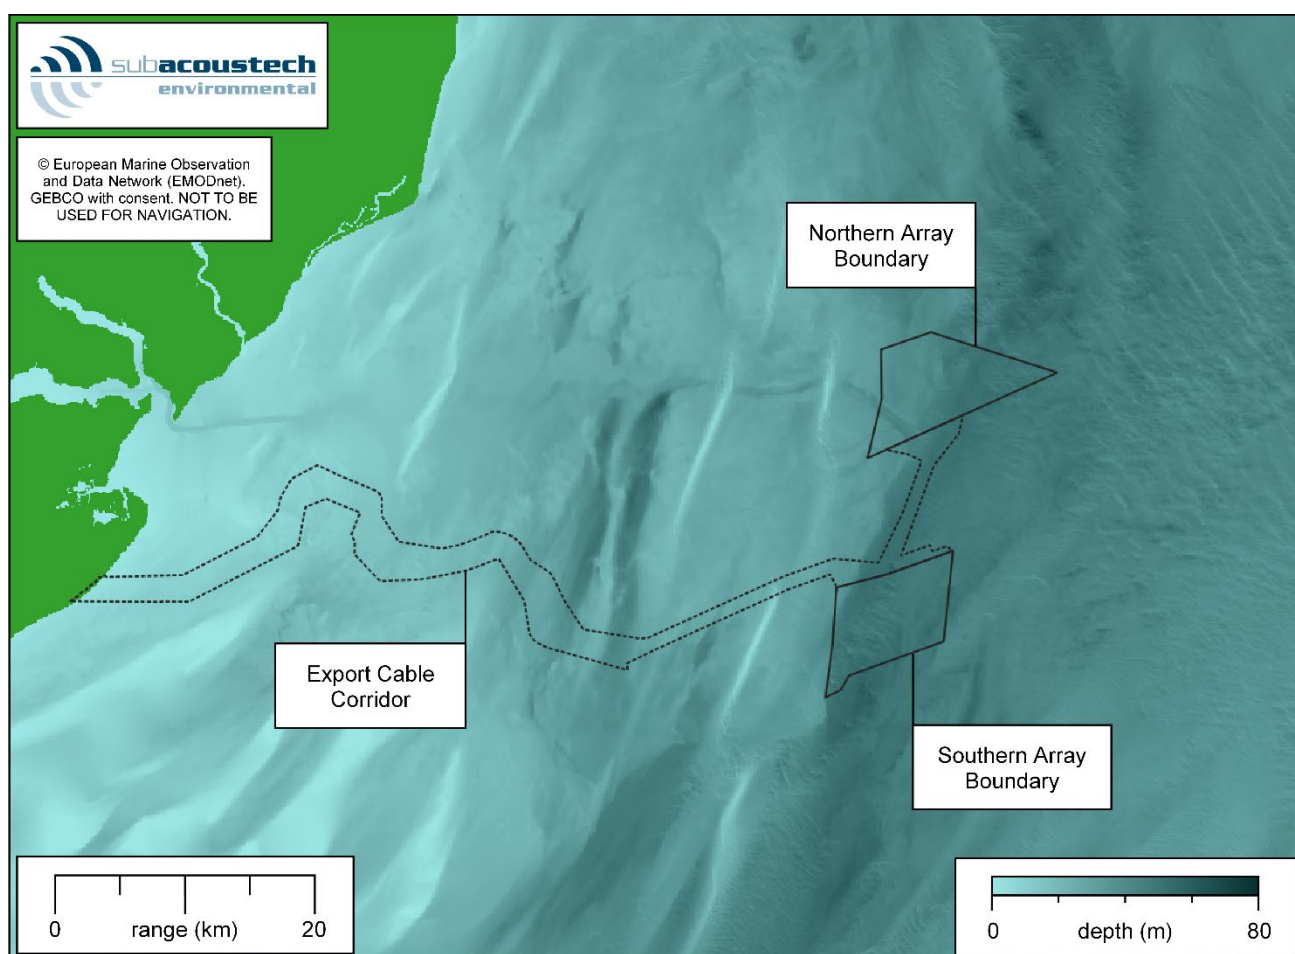 subacoustech
environmental
© European Marine Observation
and Data Network (EMODnet).
GEBCO with consent. NOT TO BE
USED FOR NAVIGATION.
Northern Array
Boundary
Export Cable
Corridor
Southern Array
Boundary
0 range (km) 20
0 depth (m) 80